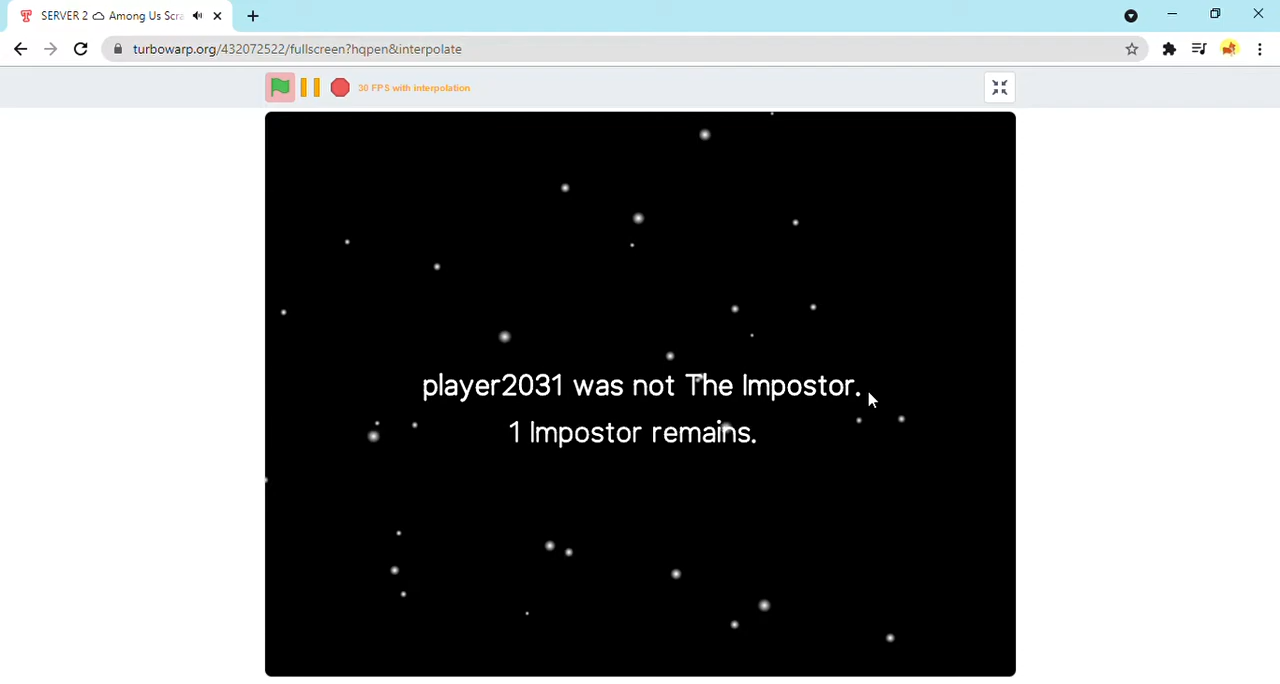 SERVER 2 Among Us Scra
turbowarp.org/432072522/fullscreen?hqpen&interpolate
30 FPS with interpolation
player2031 was not The Impostor.
1 Impostor remains.